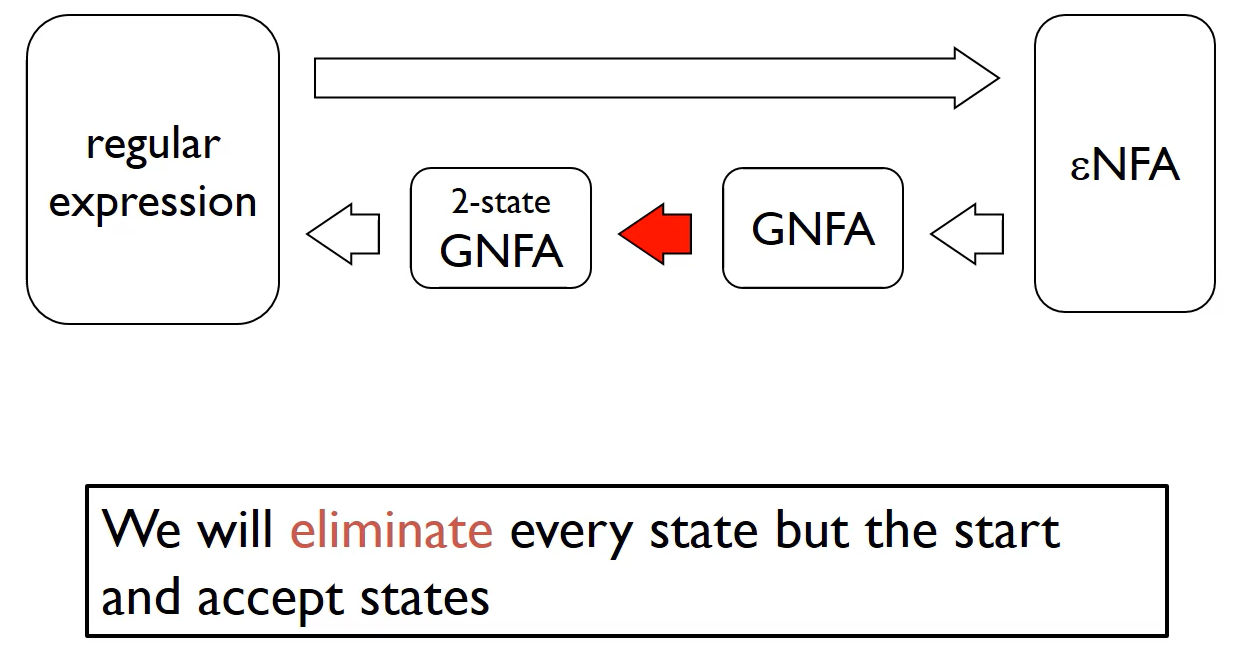 regular
expression
2-state
GNFA
GNFA
εNFA
We will eliminate every state but the start
and accept states